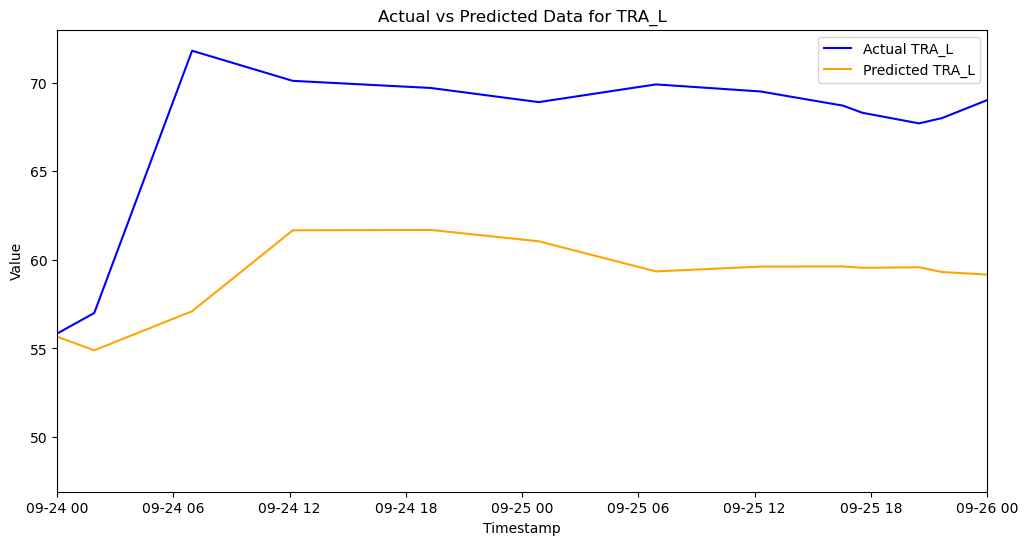 Actual vs Predicted Data for TRA_L
Actual TRA_L
Predicted TRA_L
Value
70
65
60
55
50
09-24 00 09-24 06 09-24 12 09-24 18 09-25 00 09-25 06 09-25 12 09-25 18 09-26 00
Timestamp